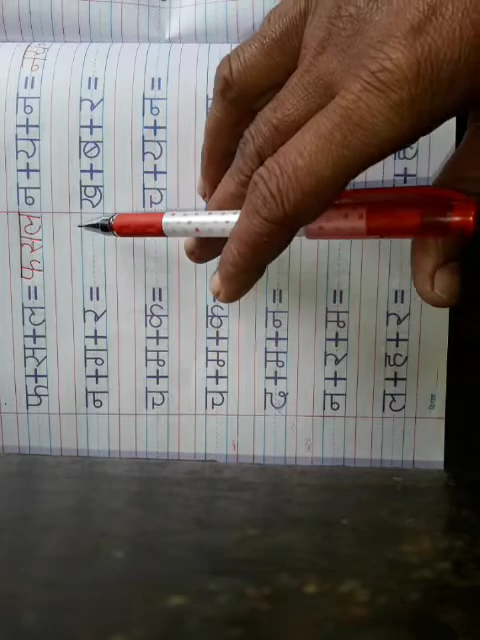 फ+स+ल= फसल न+य+न= नयन
न+ग+र= ख+ब+र=
च+म+क= च+य+न=
च+म+क
द+म+न=
न+र+म=
ल+ह+र=